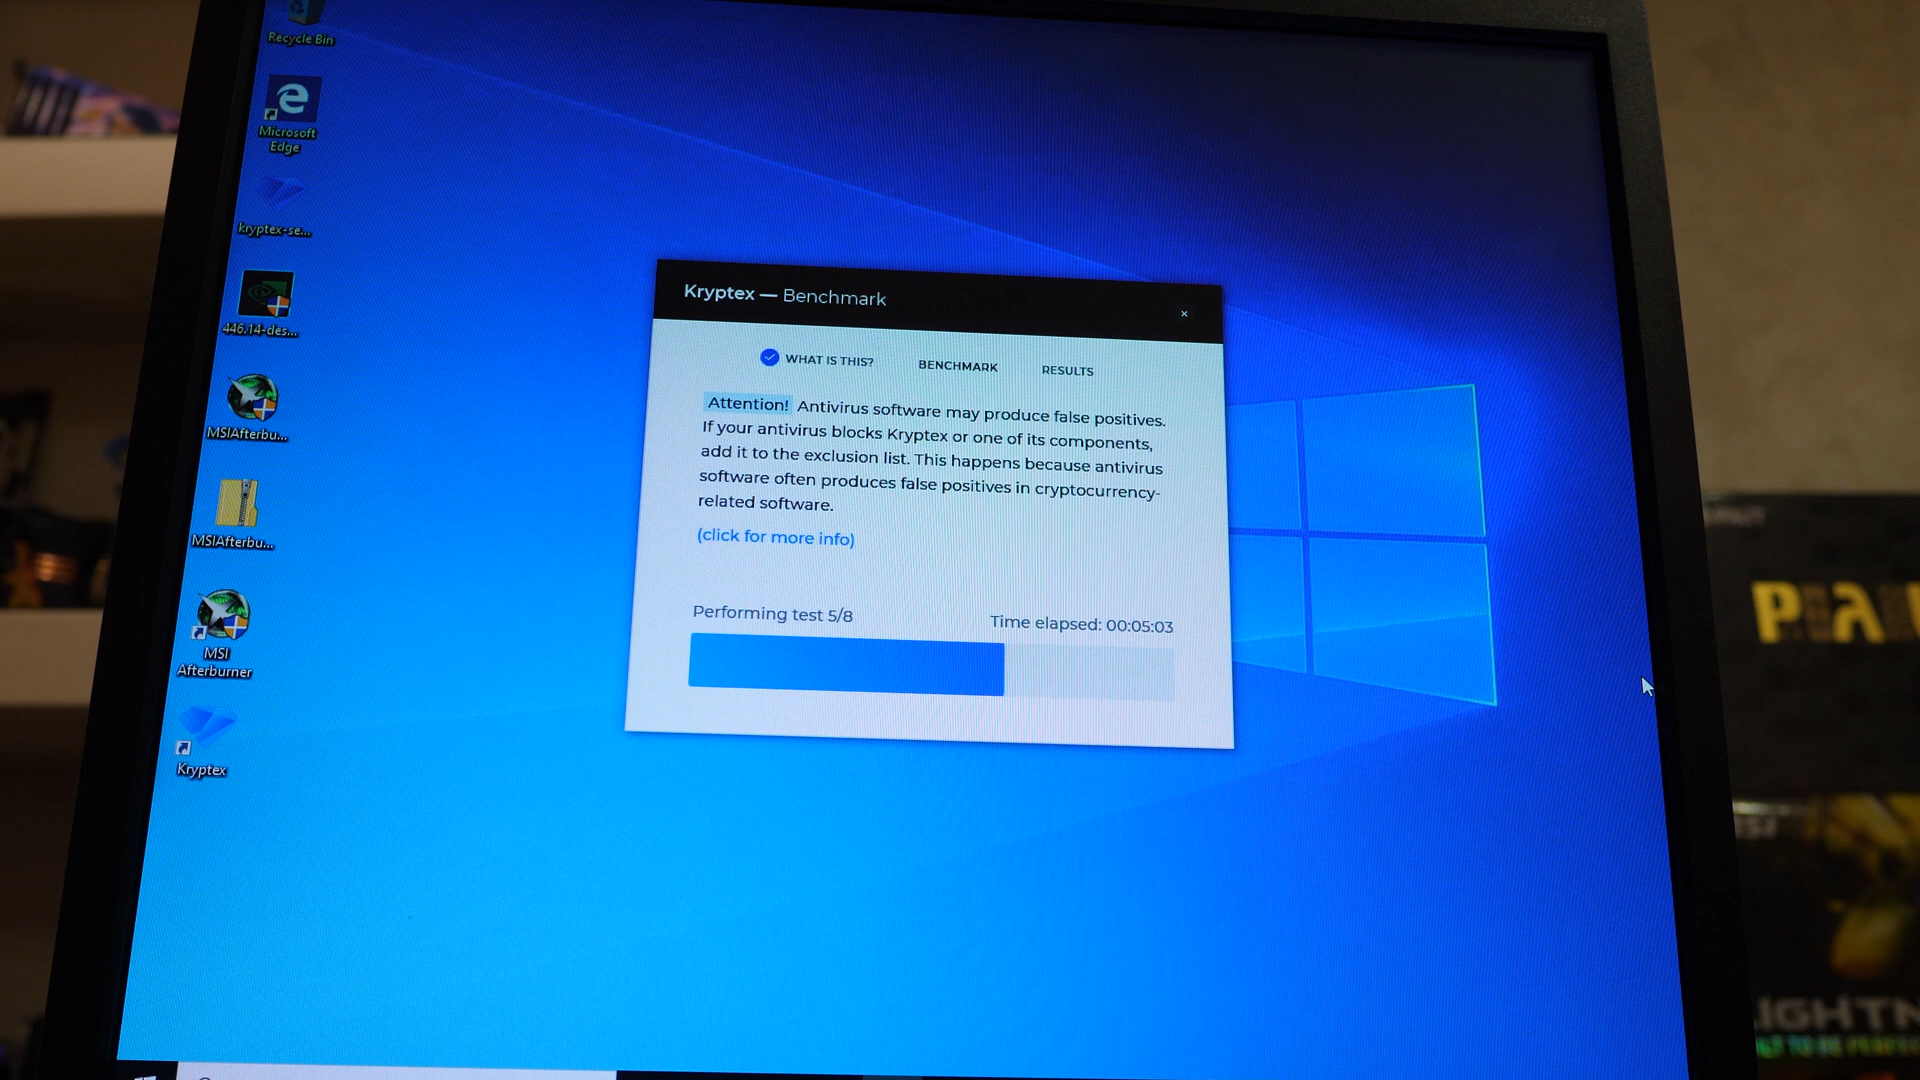 Recycle Bin
Microsoft
Edge
kryptex-se...
446.14-des...
MSIAfterbu...
MSIAfterbu...
MSI
Afterburner
Kryptex
Kryptex — Benchmark
×
WHAT IS THIS?
BENCHMARK
RESULTS
Attention! Antivirus software may produce false positives.
If your antivirus blocks Kryptex or one of its components,
add it to the exclusion list. This happens because antivirus
software often produces false positives in cryptocurrency-
related software.
(click for more info)
Performing test 5/8
Time elapsed: 00:05:03